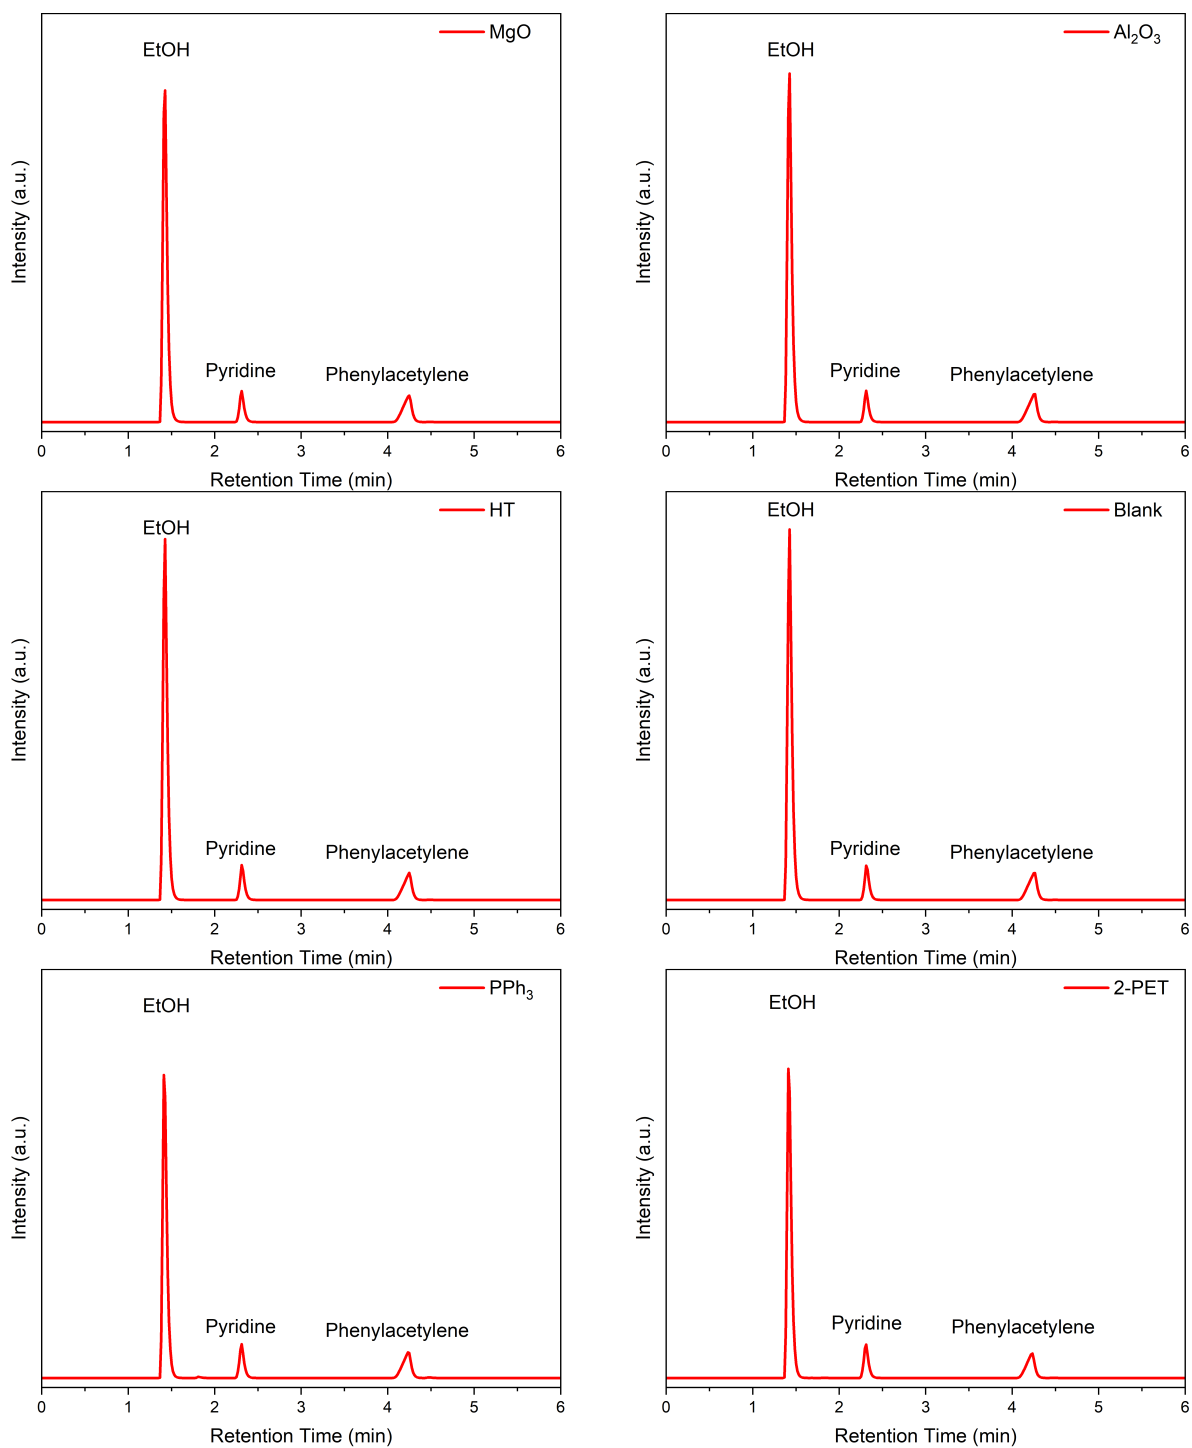 MgO
EtOH
Pyridine
Phenylacetylene
Intensity (a.u.)
0 1 2 3 4 5 6
Retention Time (min)
Al₂O₃
EtOH
Pyridine
Phenylacetylene
Intensity (a.u.)
0 1 2 3 4 5 6
Retention Time (min)
HT
EtOH
Pyridine
Phenylacetylene
Intensity (a.u.)
0 1 2 3 4 5 6
Retention Time (min)
Blank
EtOH
Pyridine
Phenylacetylene
Intensity (a.u.)
0 1 2 3 4 5 6
Retention Time (min)
PPh₃
EtOH
Pyridine
Phenylacetylene
Intensity (a.u.)
0 1 2 3 4 5 6
Retention Time (min)
2-PET
EtOH
Pyridine
Phenylacetylene
Intensity (a.u.)
0 1 2 3 4 5 6
Retention Time (min)